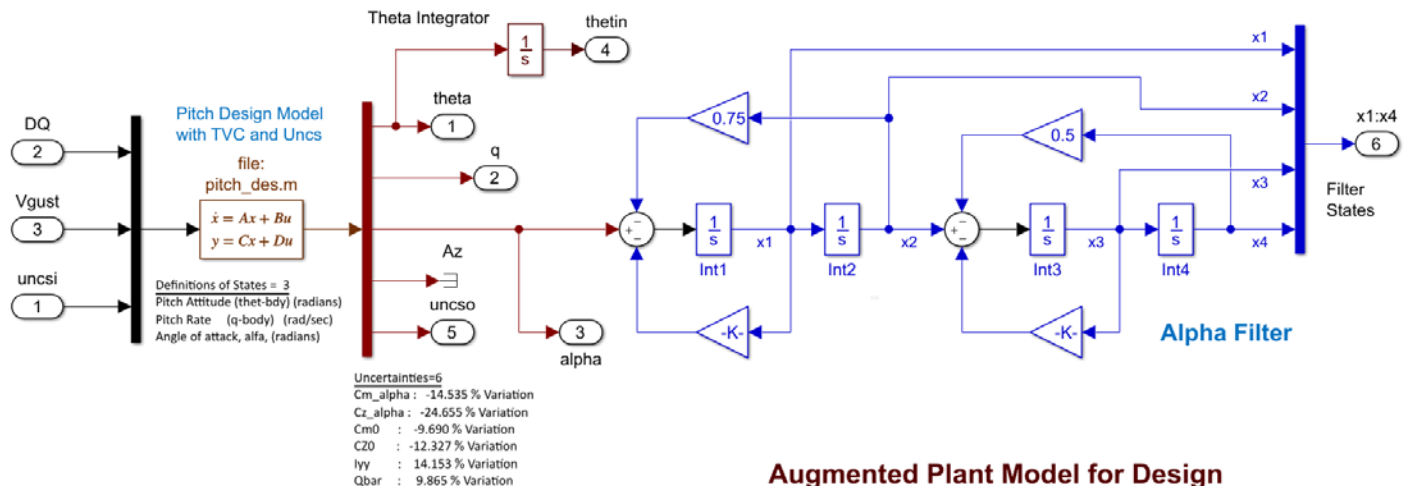 Theta Integrator
thetin
1
s
4
x1
theta
1
Pitch Design Model
with TVC and Uncs
file:
pitch_des.m
ẋ = Ax + Bu
y = Cx + Du
DQ
2
Vgust
3
uncsi
1
q
2
0.75
x2
0.5
x1:x4
6
x3
Filter
States
+
−
−
1
s
x1
Int1
1
s
x2
Int2
+
−
−
1
s
x3
Int3
1
s
x4
Int4
Az
uncso
5
3
alpha
-K-
-K-
Alpha Filter
Definitions of States = 3
Pitch Attitude (thet-bdy) (radians)
Pitch Rate (q-body) (rad/sec)
Angle of attack, alfa, (radians)
Uncertainties=6
Cm_alpha : -14.535 % Variation
Cz_alpha : -24.655 % Variation
Cm0 : -9.690 % Variation
CZ0 : -12.327 % Variation
Iyy : 14.153 % Variation
Qbar : 9.865 % Variation
Augmented Plant Model for Design